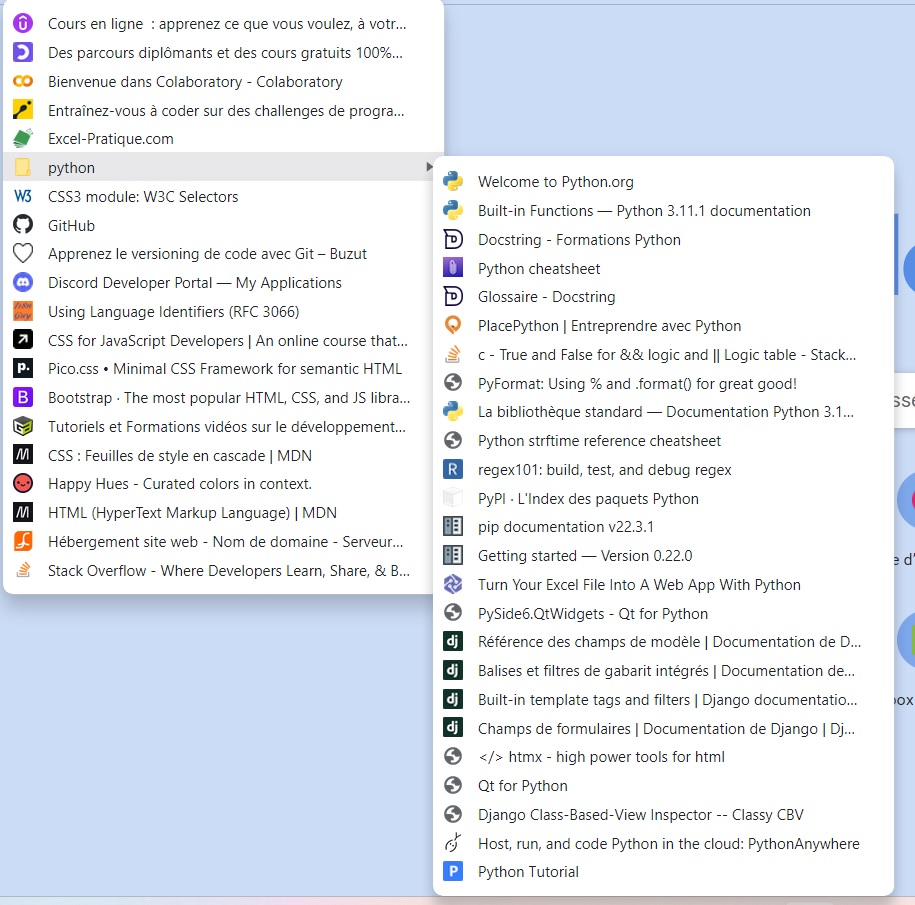 Cours en ligne : apprenez ce que vous voulez, à votr...
Des parcours diplômants et des cours gratuits 100%...
Bienvenue dans Colaboratory - Colaboratory
Entraînez-vous à coder sur des challenges de progra...
Excel-Pratique.com
python
CSS3 module: W3C Selectors
GitHub
Apprenez le versioning de code avec Git – Buzut
Discord Developer Portal — My Applications
Using Language Identifiers (RFC 3066)
CSS for JavaScript Developers | An online course that...
Pico.css • Minimal CSS Framework for semantic HTML
Bootstrap · The most popular HTML, CSS, and JS libra...
Tutoriels et Formations vidéos sur le développement...
CSS : Feuilles de style en cascade | MDN
Happy Hues - Curated colors in context.
HTML (HyperText Markup Language) | MDN
Hébergement site web - Nom de domaine - Serveur...
Stack Overflow - Where Developers Learn, Share, & B...
Welcome to Python.org
Built-in Functions — Python 3.11.1 documentation
Docstring - Formations Python
Python cheatsheet
Glossaire - Docstring
PlacePython | Entreprendre avec Python
c - True and False for && logic and || Logic table - Stack...
PyFormat: Using % and .format() for great good!
La bibliothèque standard — Documentation Python 3.1...
Python strftime reference cheatsheet
regex101: build, test, and debug regex
PyPI · L'Index des paquets Python
pip documentation v22.3.1
Getting started — Version 0.22.0
Turn Your Excel File Into A Web App With Python
PySide6.QtWidgets - Qt for Python
Référence des champs de modèle | Documentation de D...
Balises et filtres de gabarit intégrés | Documentation de...
Built-in template tags and filters | Django documentatio...
Champs de formulaires | Documentation de Django | Dj...
</> htmx - high power tools for html
Qt for Python
Django Class-Based-View Inspector -- Classy CBV
Host, run, and code Python in the cloud: PythonAnywhere
Python Tutorial